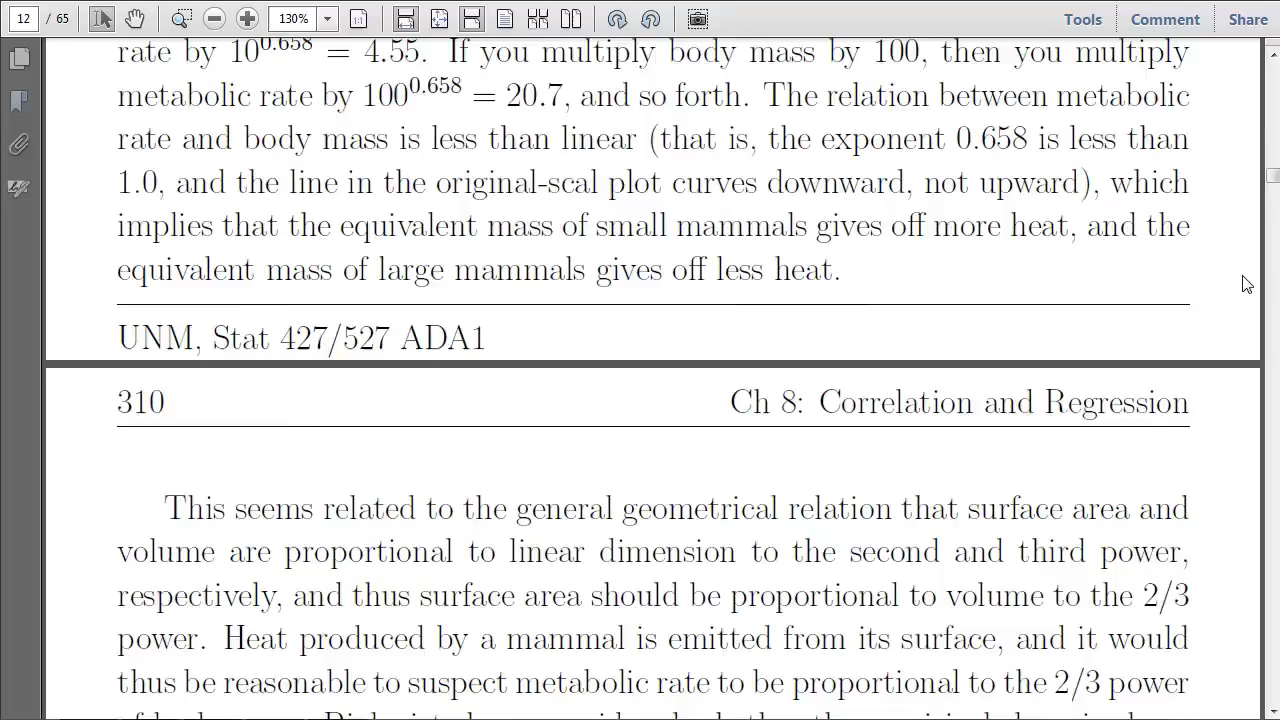 12 / 65 130% Tools Comment Share
rate by 10^0.658 = 4.55. If you multiply body mass by 100, then you multiply
metabolic rate by 100^0.658 = 20.7, and so forth. The relation between metabolic
rate and body mass is less than linear (that is, the exponent 0.658 is less than
1.0, and the line in the original-scal plot curves downward, not upward), which
implies that the equivalent mass of small mammals gives off more heat, and the
equivalent mass of large mammals gives off less heat.
UNM, Stat 427/527 ADA1
310 Ch 8: Correlation and Regression
This seems related to the general geometrical relation that surface area and
volume are proportional to linear dimension to the second and third power,
respectively, and thus surface area should be proportional to volume to the 2/3
power. Heat produced by a mammal is emitted from its surface, and it would
thus be reasonable to suspect metabolic rate to be proportional to the 2/3 power